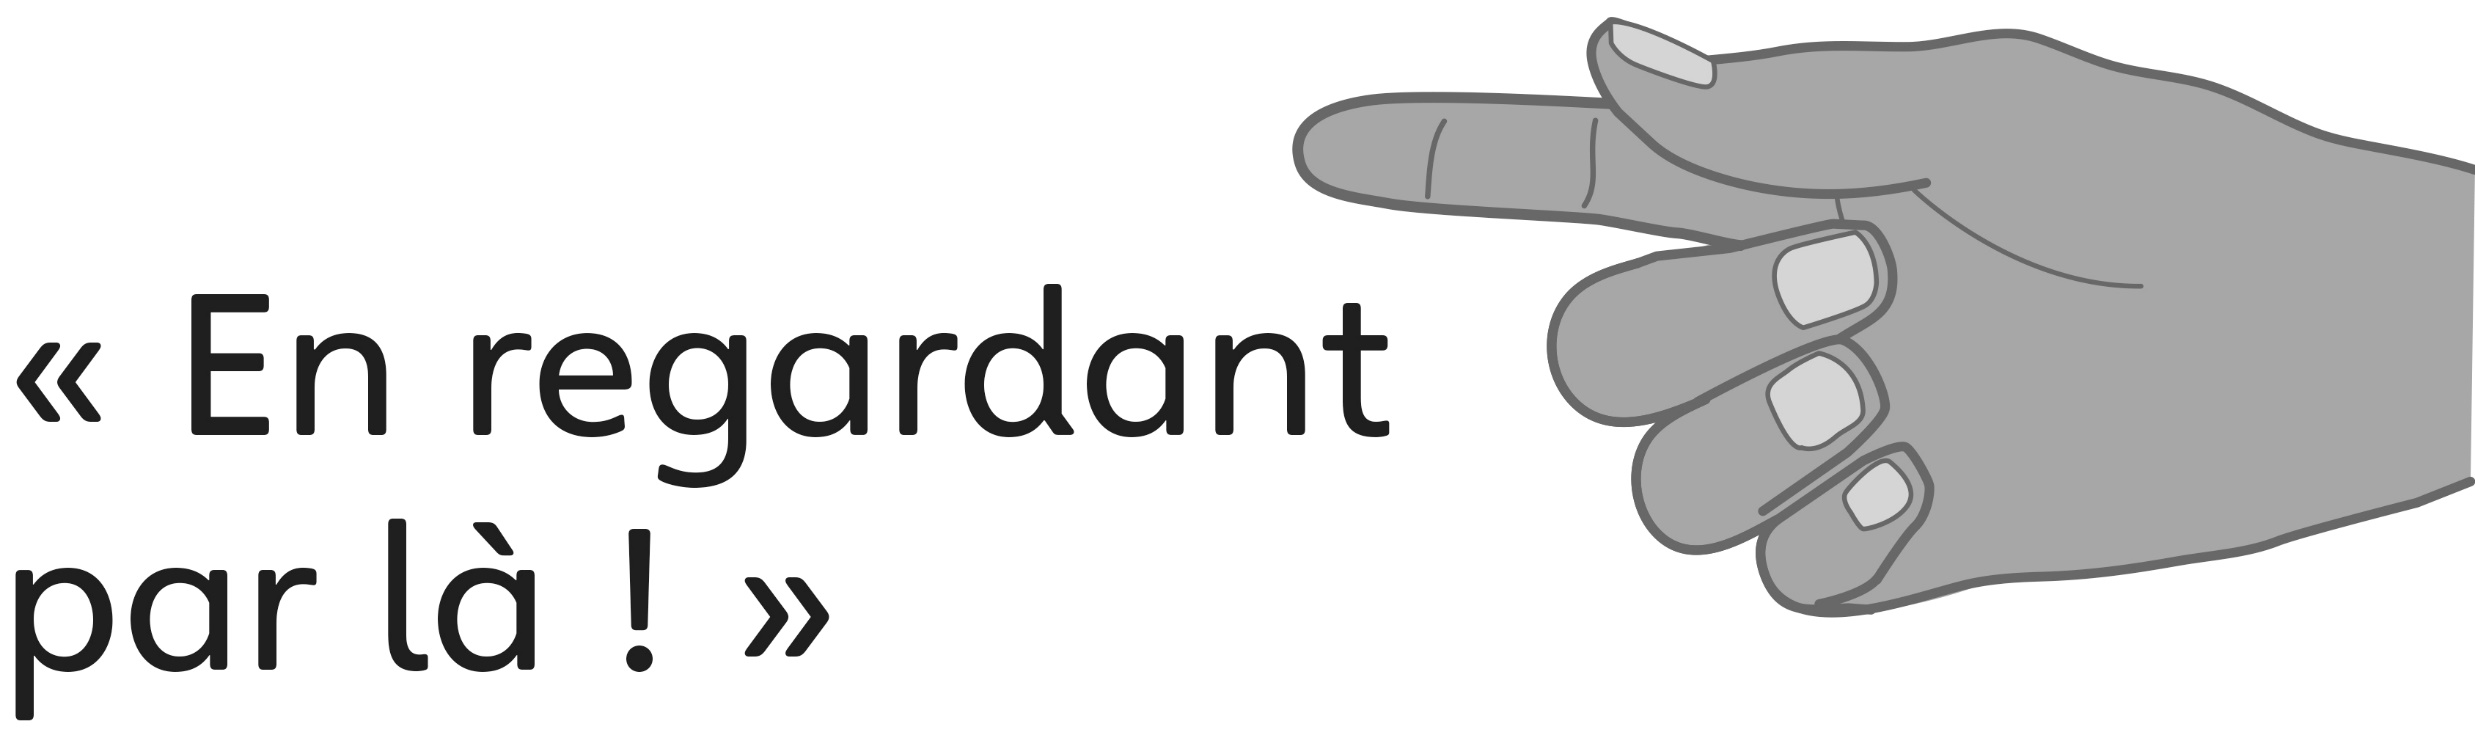 « En regardant
par là ! »